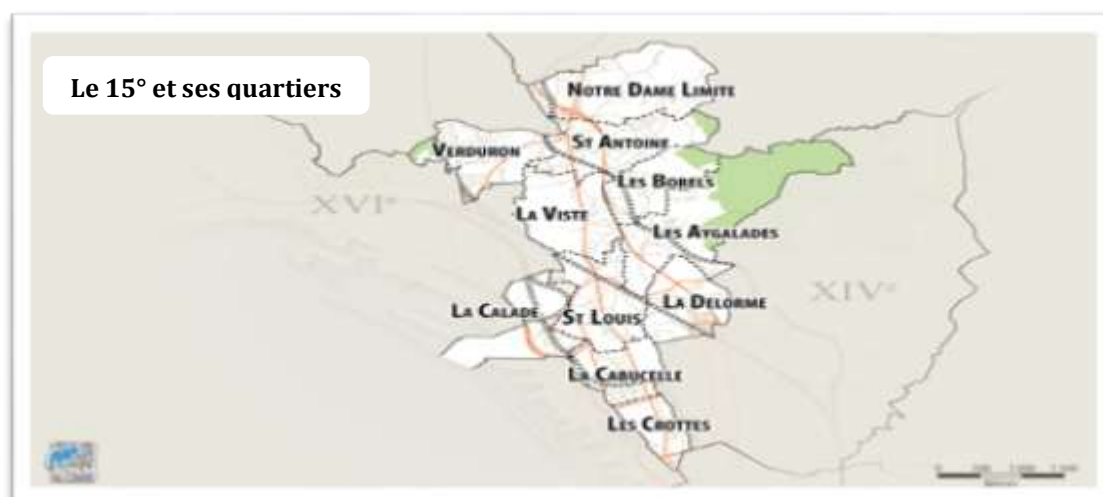 Le 15° et ses quartiers
NOTRE DAME LIMITE
ST ANTOINE
VERDURON
LES BORELS
XVIe
LA VISTE
LES AYGALADES
XIVe
LA DELORME
LA CALADE
ST LOUIS
LA CABUCELLE
LES CROTTES